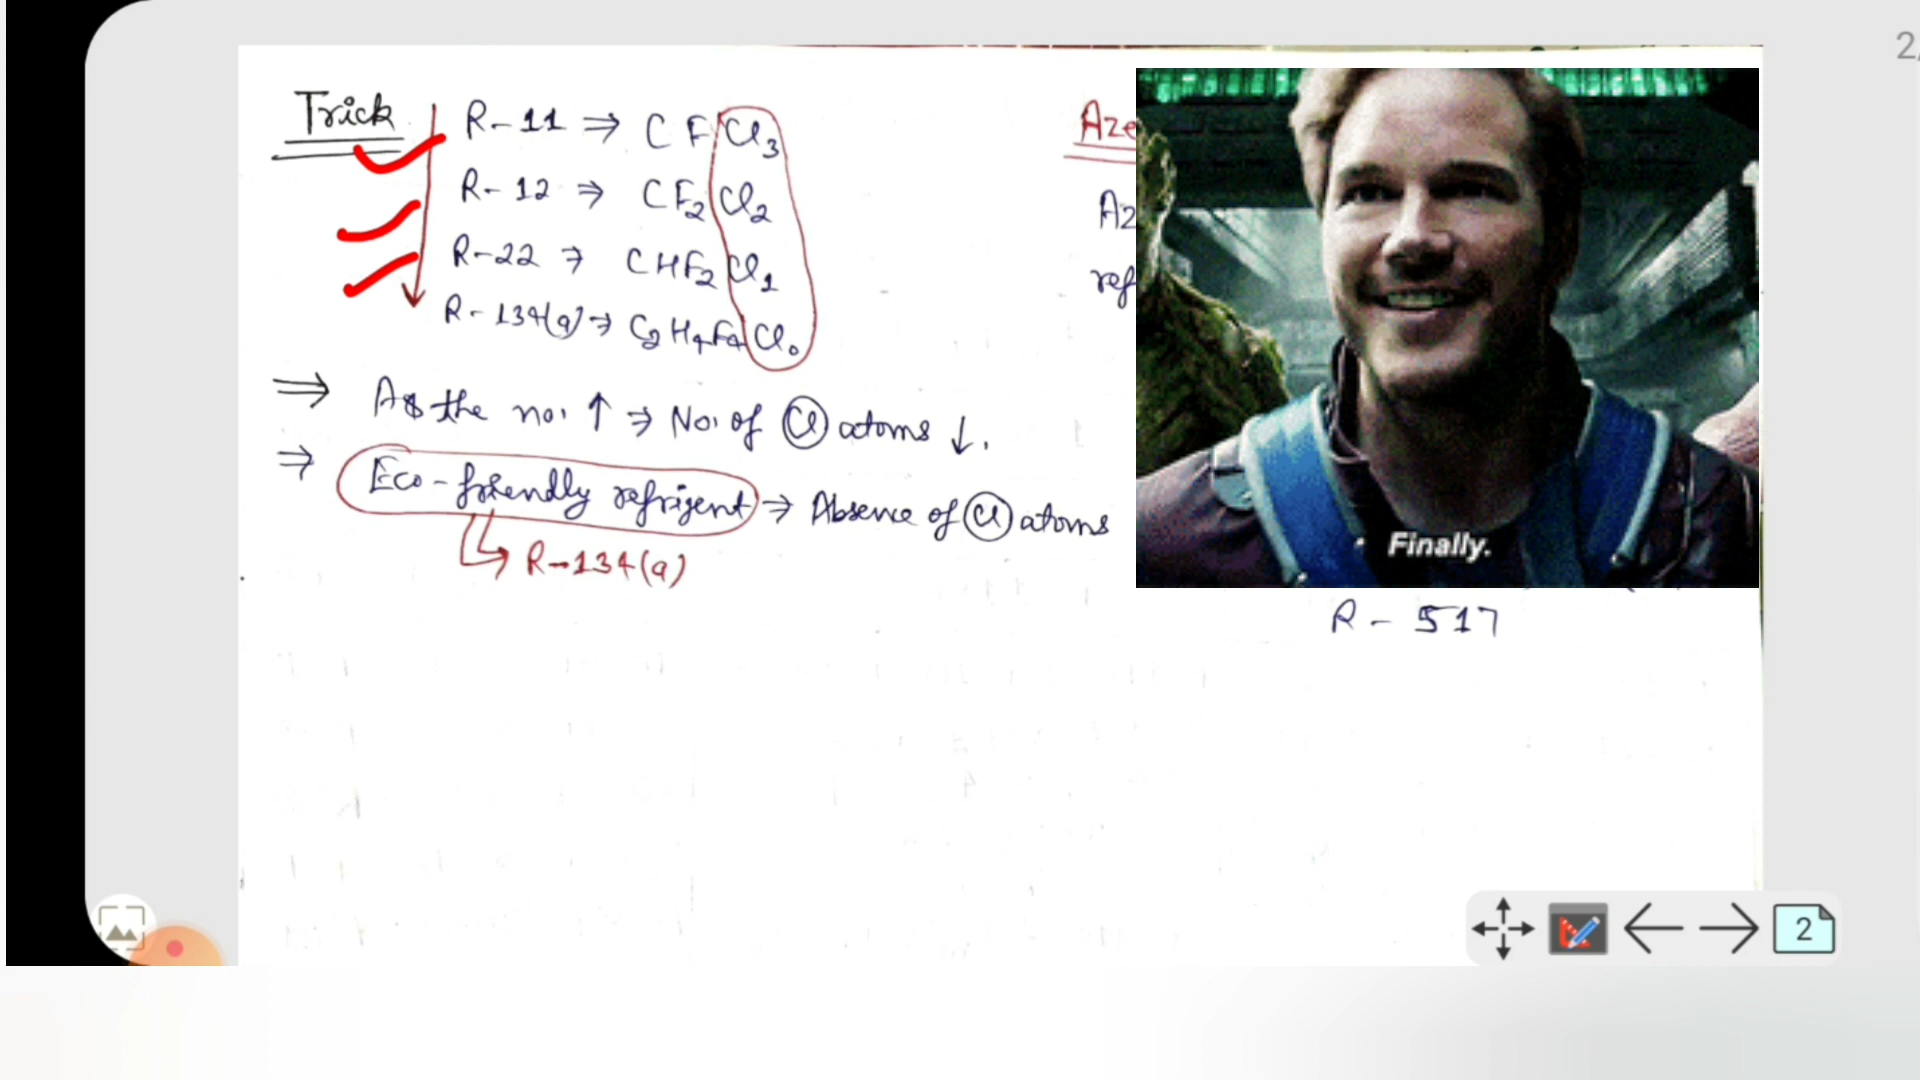 Trick
R-11 ⇒ CFCl₃
R-12 ⇒ CF₂Cl₂
R-22 ⇒ CHF₂Cl₁
R-134(a) ⇒ C₂H₄F₄Cl₀
⇒ As the no. ↑ ⇒ No. of Cl atoms ↓.
⇒ Eco-friendly refrigent ⇒ Absence of Cl atoms
R-134(a)
Aze
Az
ref
Finally.
R - 517
2
2